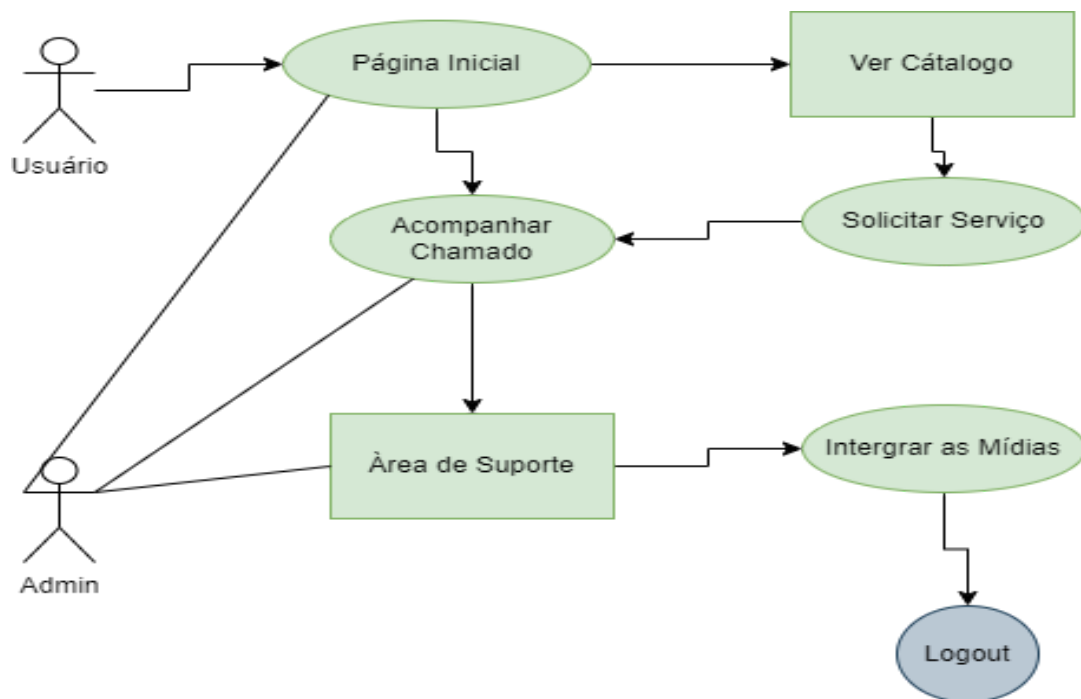 Página Inicial
Ver Cátalogo
Usuário
Acompanhar
Chamado
Solicitar Serviço
Àrea de Suporte
Intergrar as Mídias
Admin
Logout